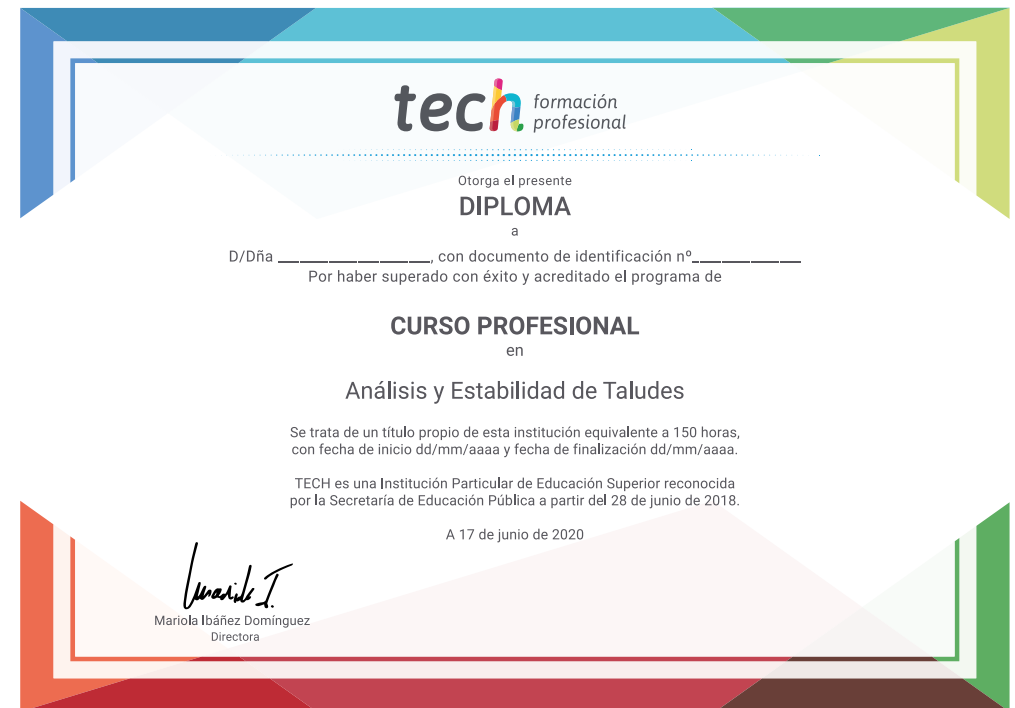 tech formación
profesional
Otorga el presente
DIPLOMA
a
D/Dña ____________________, con documento de identificación nº______________
Por haber superado con éxito y acreditado el programa de
CURSO PROFESIONAL
en
Análisis y Estabilidad de Taludes
Se trata de un título propio de esta institución equivalente a 150 horas,
con fecha de inicio dd/mm/aaaa y fecha de finalización dd/mm/aaaa.
TECH es una Institución Particular de Educación Superior reconocida
por la Secretaría de Educación Pública a partir del 28 de junio de 2018.
A 17 de junio de 2020
Mariola I.
Mariola Ibáñez Domínguez
Directora